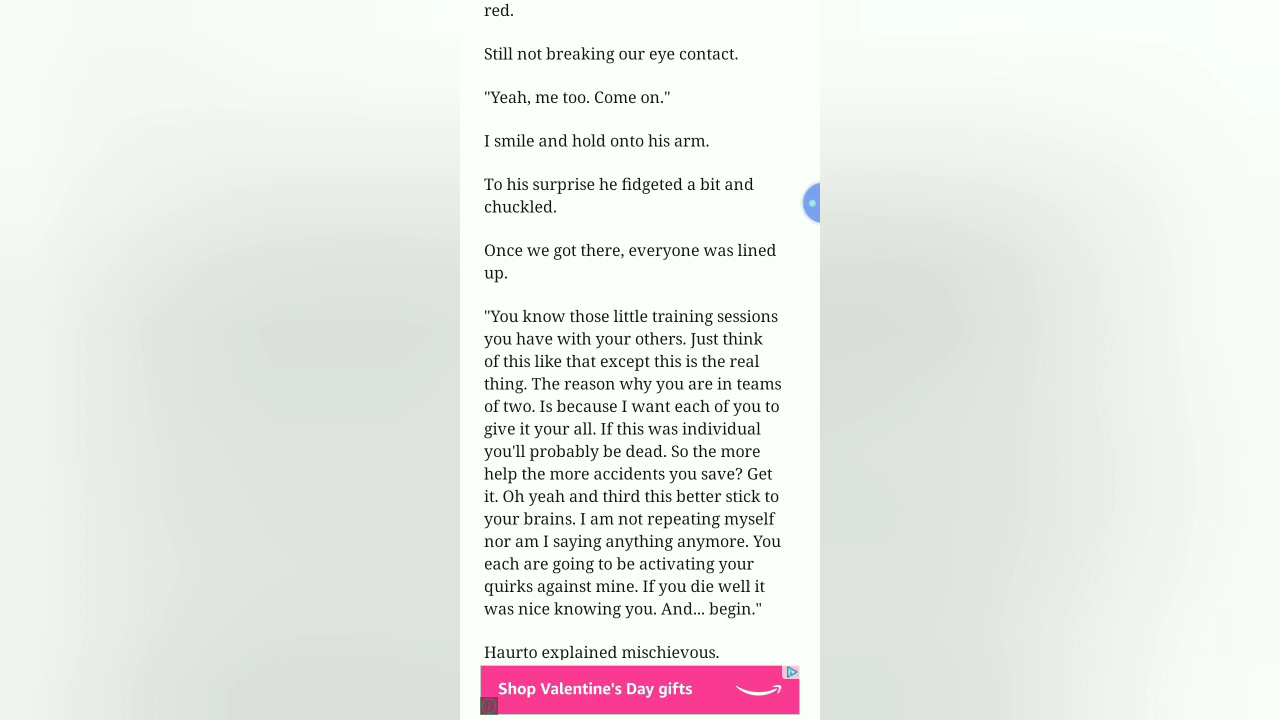 red.
Still not breaking our eye contact.
"Yeah, me too. Come on."
I smile and hold onto his arm.
To his surprise he fidgeted a bit and
chuckled.
Once we got there, everyone was lined
up.
"You know those little training sessions
you have with your others. Just think
of this like that except this is the real
thing. The reason why you are in teams
of two. Is because I want each of you to
give it your all. If this was individual
you'll probably be dead. So the more
help the more accidents you save? Get
it. Oh yeah and third this better stick to
your brains. I am not repeating myself
nor am I saying anything anymore. You
each are going to be activating your
quirks against mine. If you die well it
was nice knowing you. And... begin."
Haurto explained mischievous.
Shop Valentine's Day gifts